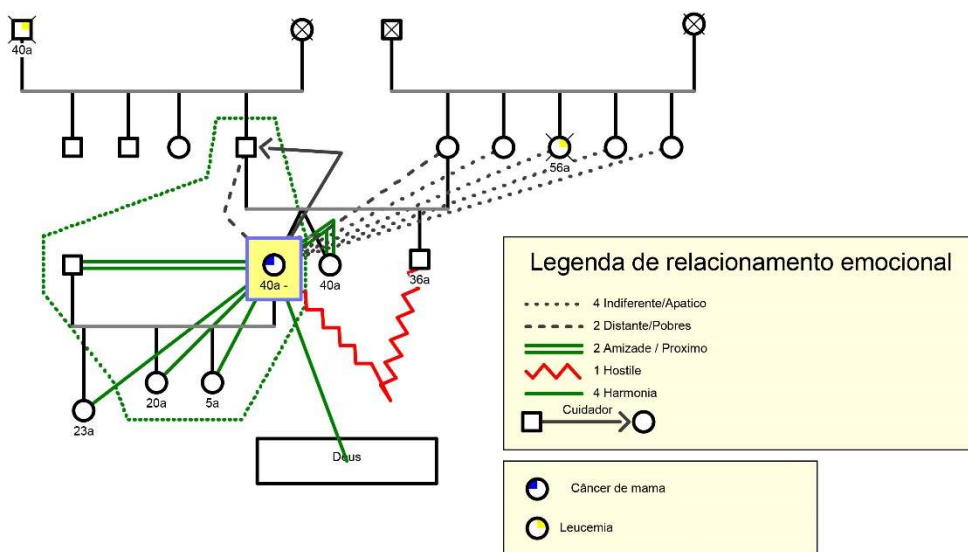 40a
56a
40a -
40a
36a
23a
20a
5a
Deus
Legenda de relacionamento emocional
4 Indiferente/Apatico
2 Distante/Pobres
2 Amizade / Proximo
1 Hostile
4 Harmonia
Cuidador
Câncer de mama
Leucemia